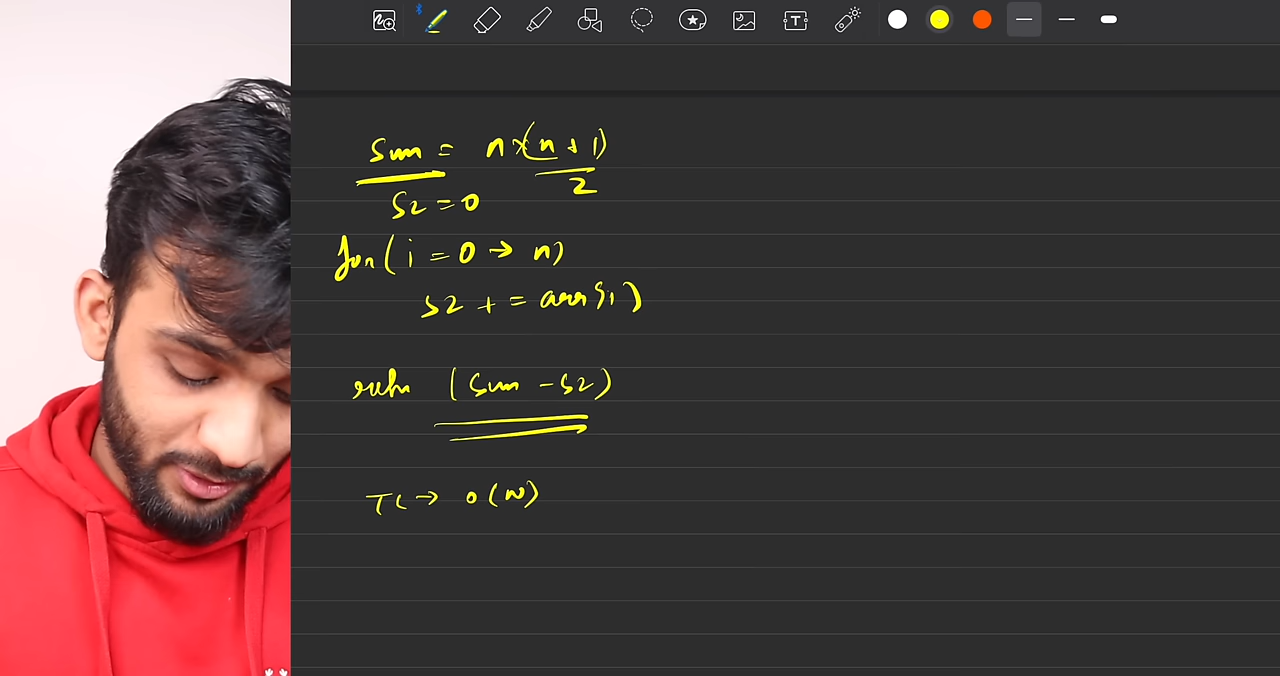 Sum = n × (n + 1)
2
S2 = 0
for ( i = 0 → n)
S2 + = arr[i]
return (Sum - S2)
TC → O(N)